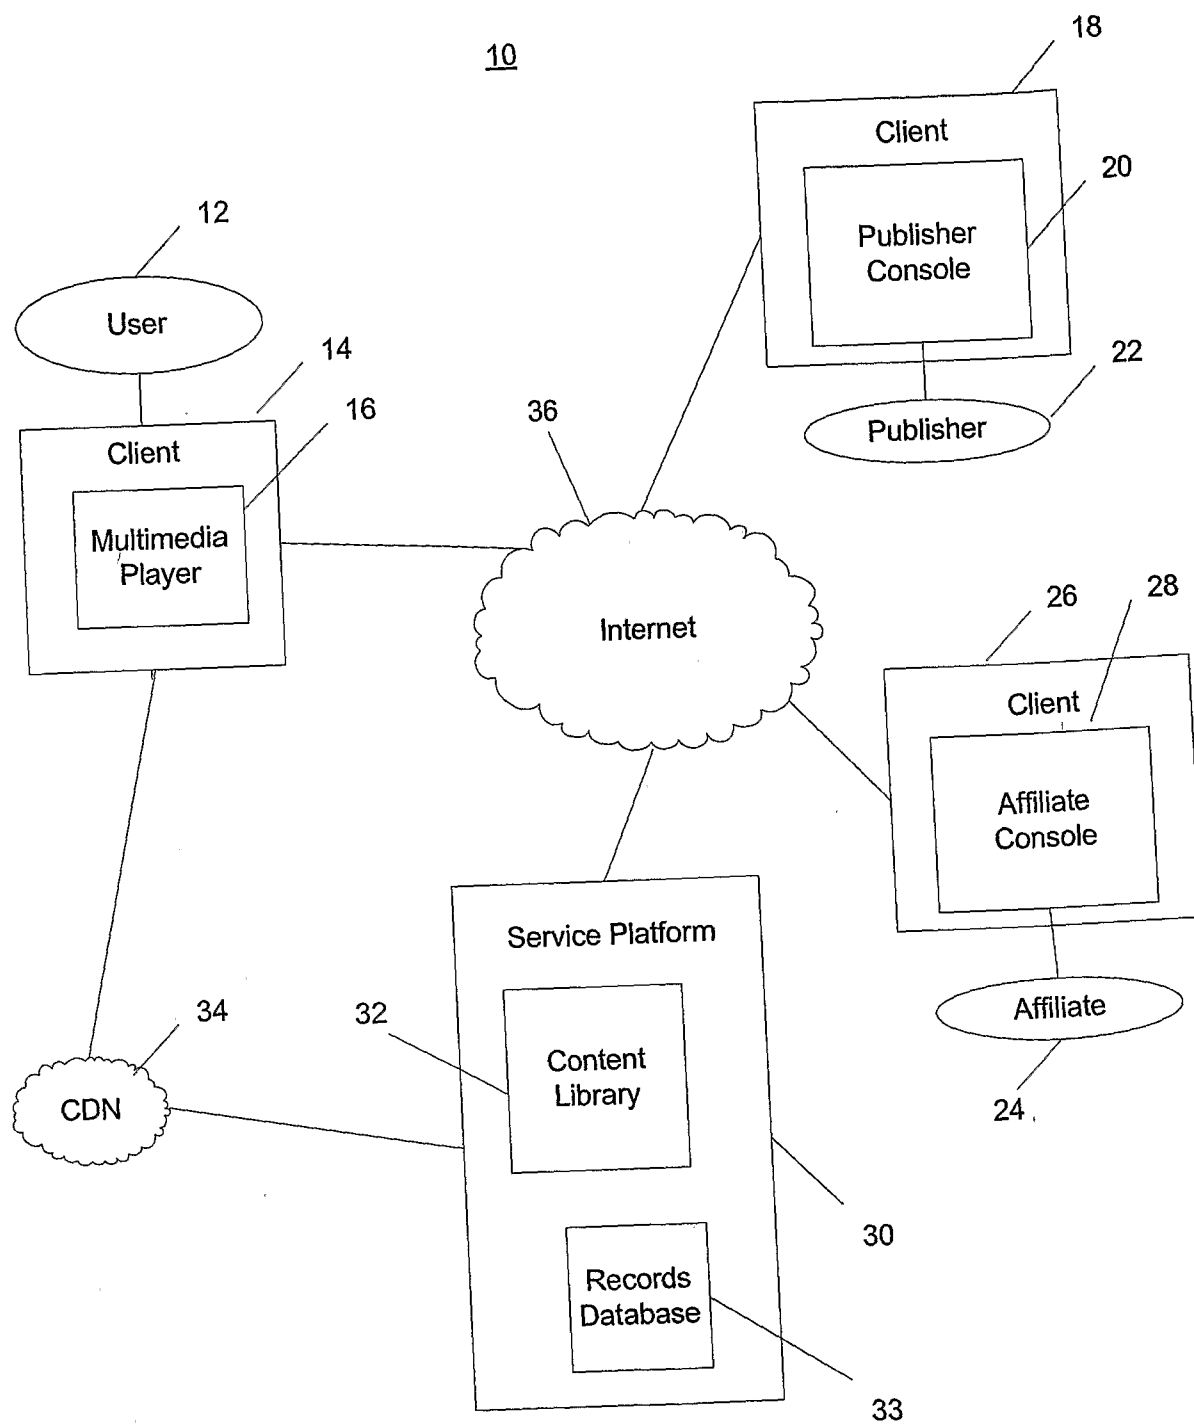 10
18
Client
20
Publisher
Console
12
User
14
22
Publisher
16
Client
36
Multimedia
Player
Internet
26
28
Client
Affiliate
Console
Service Platform
34
32
Affiliate
Content
Library
CDN
24
30
Records
Database
33